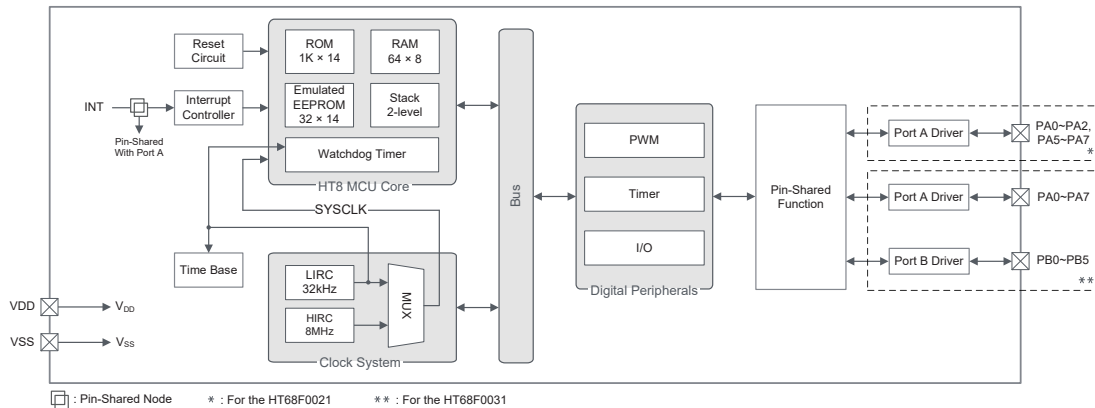 Reset
Circuit
INT
Interrupt
Controller
Pin-Shared
With Port A
ROM
1K × 14
RAM
64 × 8
Emulated
EEPROM
32 × 14
Stack
2-level
Watchdog Timer
HT8 MCU Core
SYSCLK
Time Base
LIRC
32kHz
HIRC
8MHz
MUX
Clock System
VDD
VDD
VSS
VSS
Bus
PWM
Timer
I/O
Digital Peripherals
Pin-Shared
Function
Port A Driver
PA0~PA2,
PA5~PA7
*
Port A Driver
PA0~PA7
Port B Driver
PB0~PB5
**
: Pin-Shared Node
* : For the HT68F0021
** : For the HT68F0031